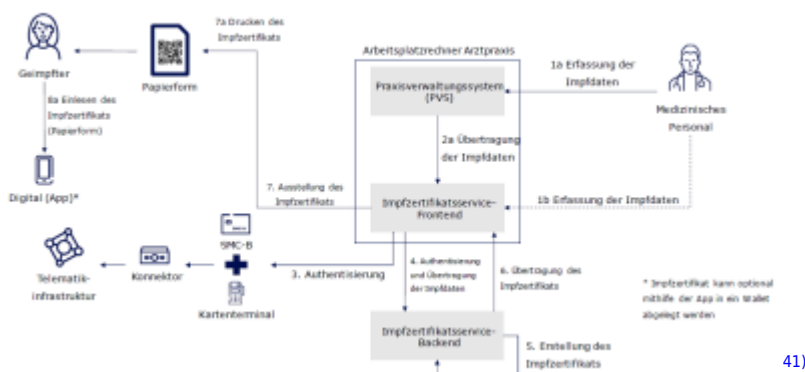 7a Drucken des
Impfzertifikats
Arbeitsplatzrechner Arztpraxis
1a Erfassung der
Impfdaten
Geimpfter
Papierform
Praxisverwaltungssystem
(PVS)
Medizinisches
Personal
8a Einlesen des
Impfzertifikats
(Papierform)
2a Übertragung
der Impfdaten
Digital (App)*
7. Ausstellung des
Impfzertifikats
Impfzertifikatsservice-
Frontend
1b Erfassung der Impfdaten
SMC-B
Telematik-
infrastruktur
Konnektor
3. Authentisierung
4. Authentisierung
und Übertragung
der Impfdaten
6. Übertragung des
Impfzertifikats
Kartenterminal
* Impfzertifikat kann optional
mithilfe der App in ein Wallet
abgelegt werden
Impfzertifikatsservice-
Backend
5. Erstellung des
Impfzertifikats
41)